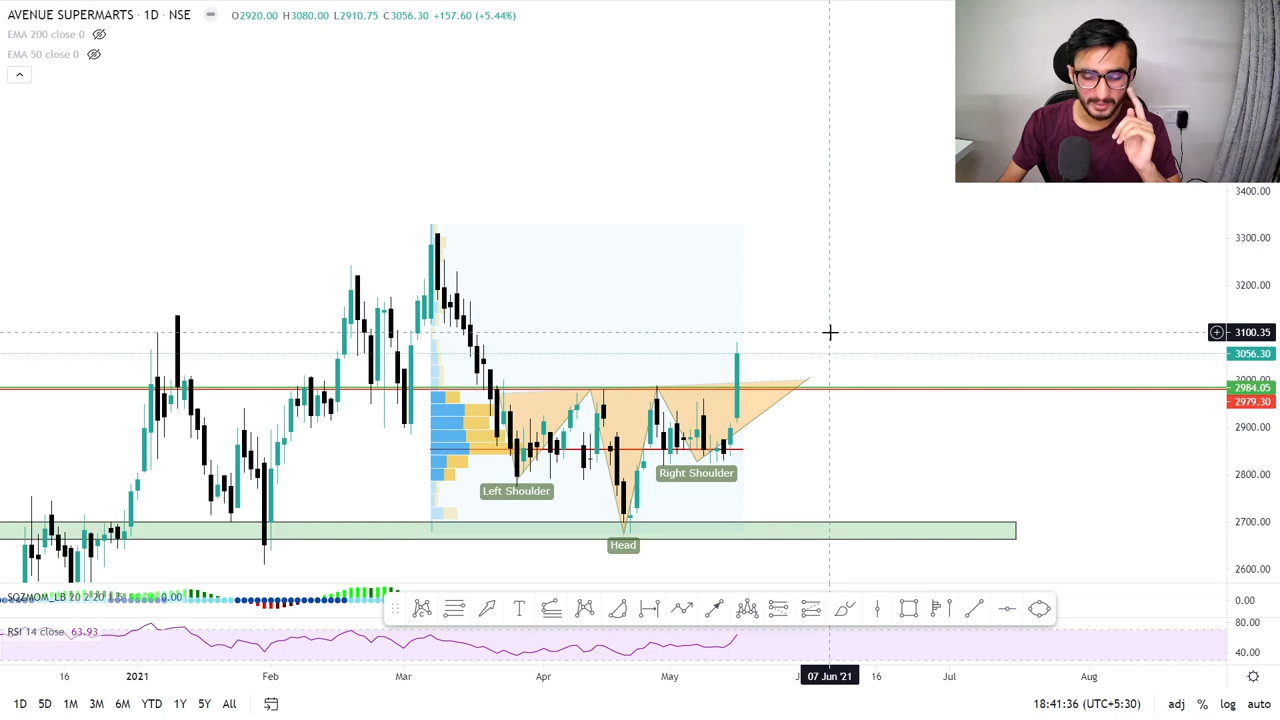 AVENUE SUPERMARTS · 1D · NSE O2920.00 H3080.00 L2910.75 C3056.30 +157.60 (+5.44%)
EMA 200 close 0
EMA 50 close 0
3400.00
3300.00
3200.00
3100.35
3056.30
2984.05
2979.30
2900.00
2800.00
Right Shoulder
Left Shoulder
2700.00
Head
2600.00
0.00
0.00
RSI 14 close 63.93
80.00
40.00
16 2021 Feb Mar Apr May 07 Jun '21 16 Jul Aug
1D 5D 1M 3M 6M YTD 1Y 5Y All 18:41:36 (UTC+5:30) adj % log auto